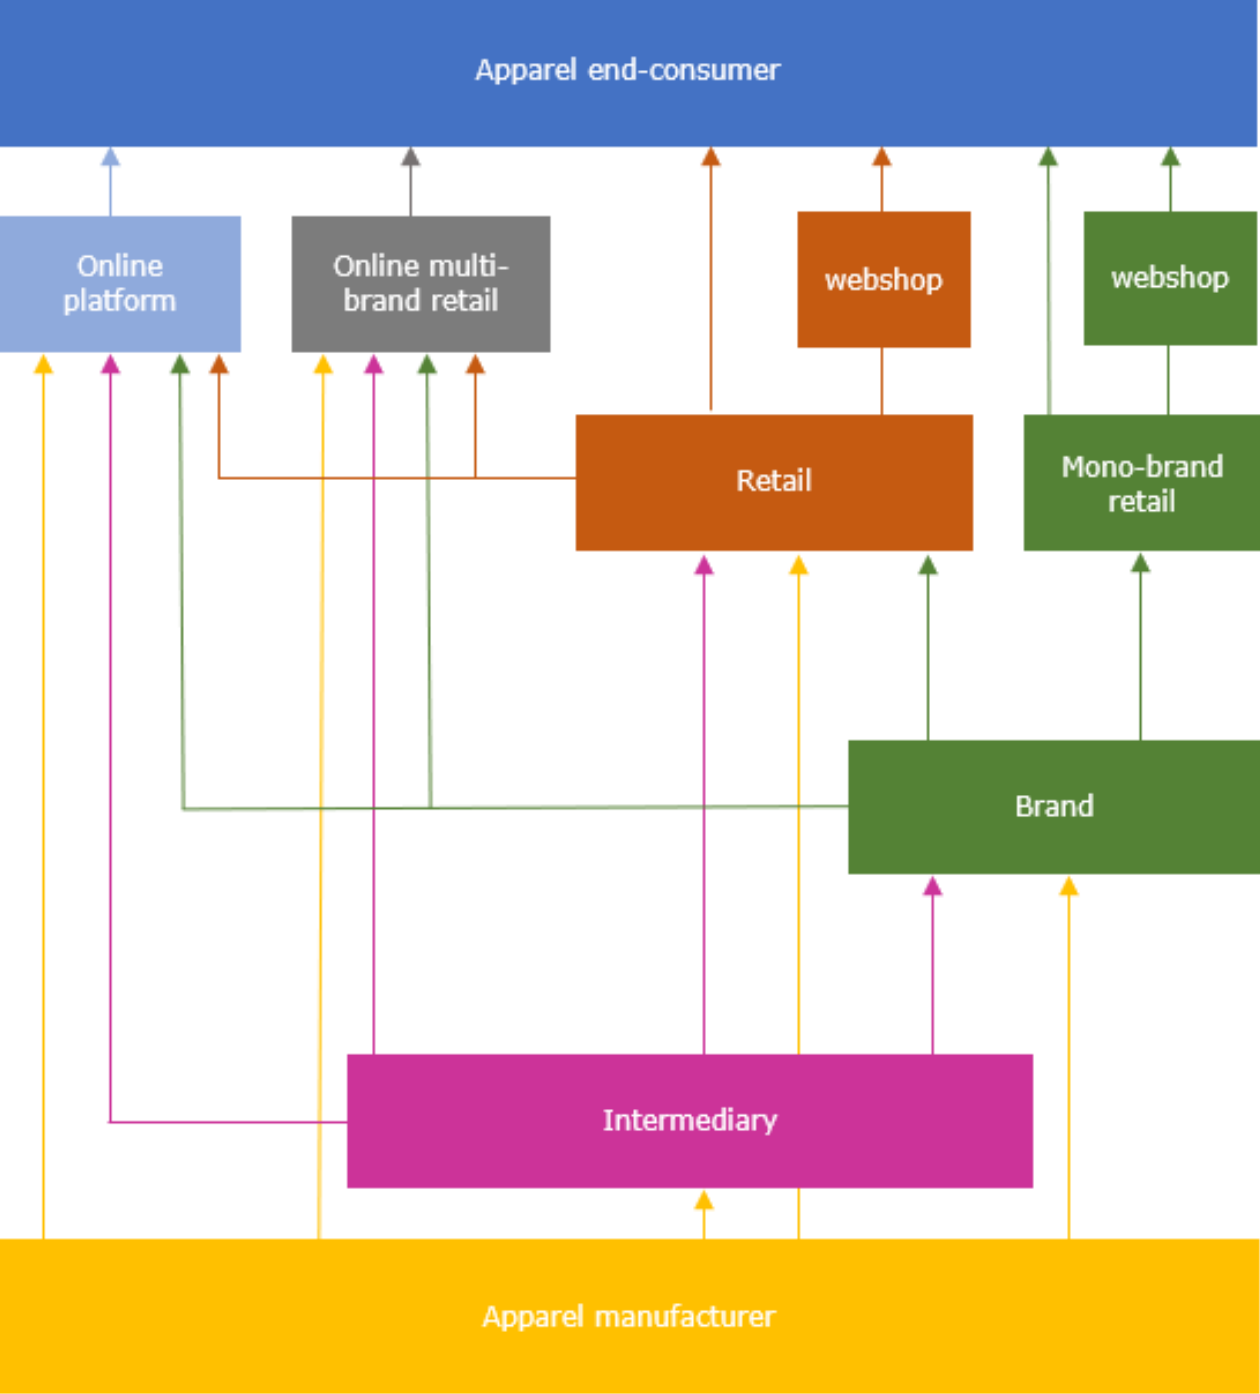 Apparel end-consumer
Online
platform
Online multi-
brand retail
webshop
webshop
Retail
Mono-brand
retail
Brand
Intermediary
Apparel manufacturer